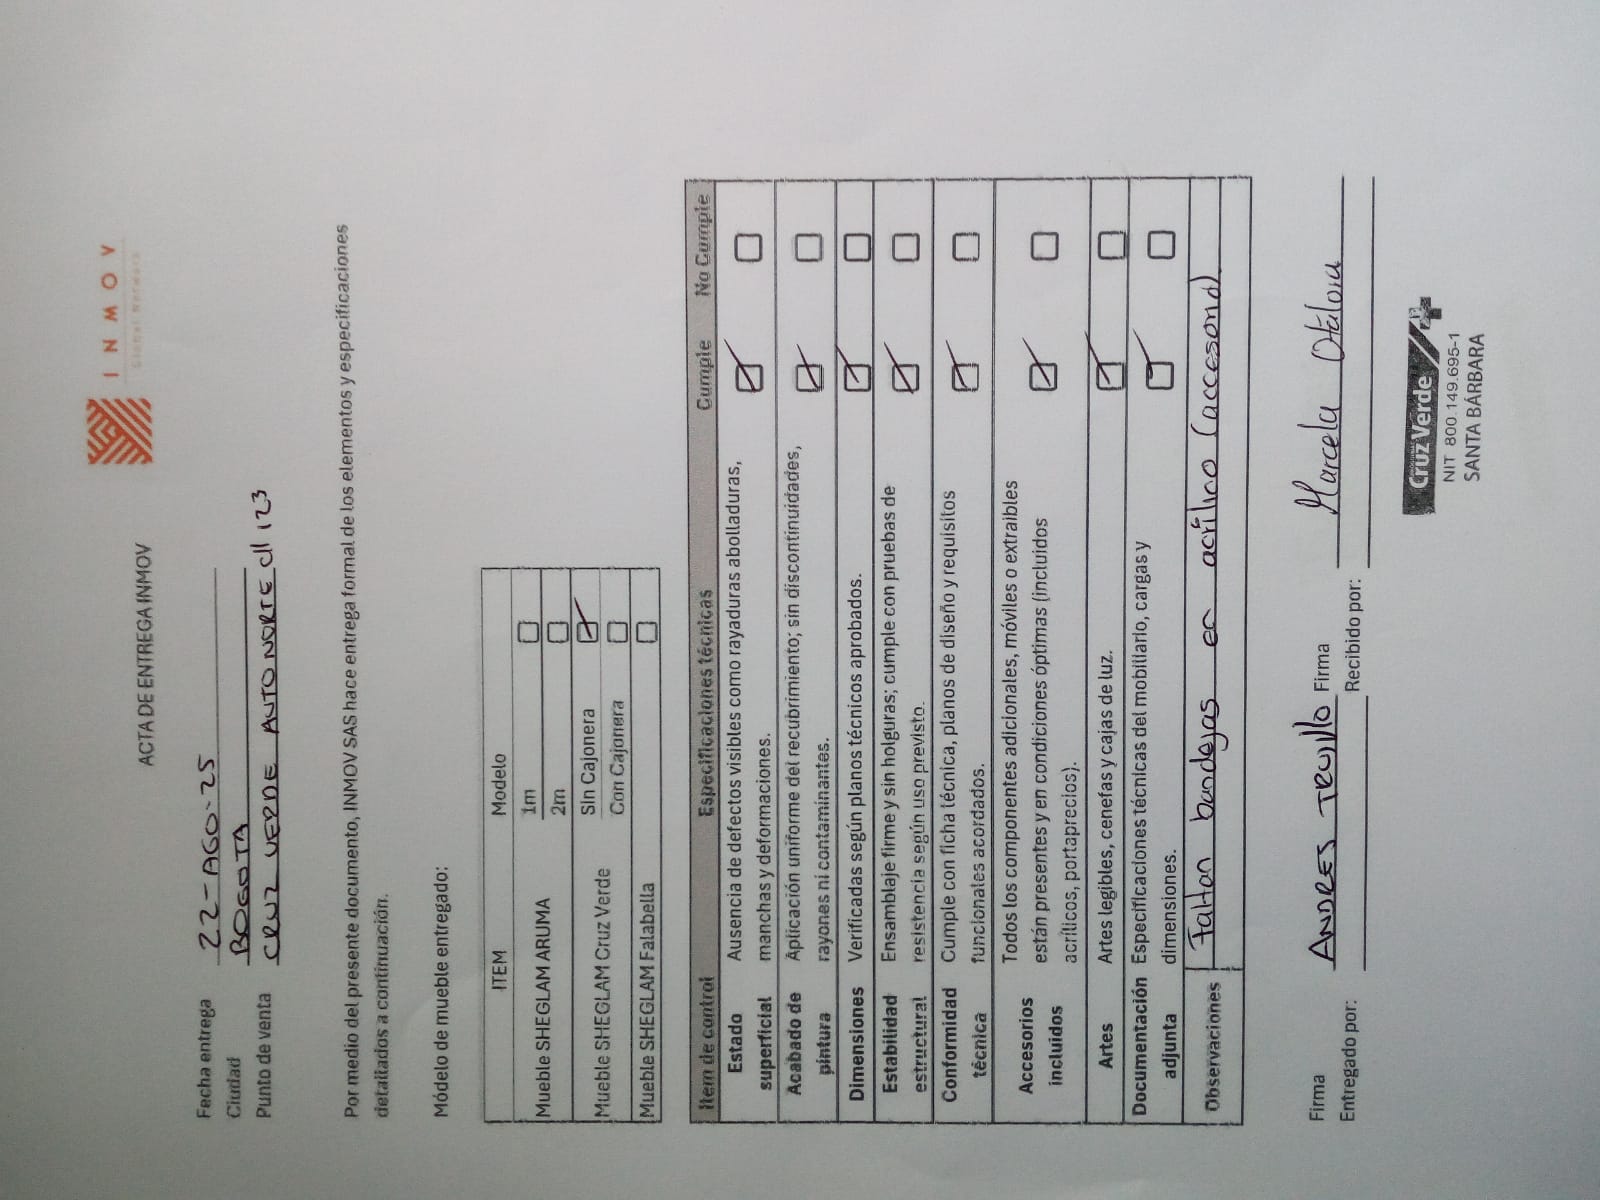 INMOV
Global Network
ACTA DE ENTREGA INMOV
Fecha entrega 22-AGO-25
Ciudad BOGOTA
Punto de venta CRUZ VERDE AUTONORTE cll 123
Por medio del presente documento, INMOV SAS hace entrega formal de los elementos y especificaciones
detallados a continuación.
Módelo de mueble entregado:
ITEM Modelo
Mueble SHEGLAM ARUMA 1m ☐
2m ☐
Mueble SHEGLAM Cruz Verde Sin Cajonera ☑
Con Cajonera ☐
Mueble SHEGLAM Falabella ☐
Ítem de control Especificaciones técnicas Cumple No Cumple
Estado superficial Ausencia de defectos visibles como rayaduras abolladuras, ☑ ☐
manchas y deformaciones.
Acabado de pintura Aplicación uniforme del recubrimiento; sin discontinuidades, ☑ ☐
rayones ni contaminantes.
Dimensiones Verificadas según planos técnicos aprobados. ☑ ☐
Estabilidad estructural Ensamblaje firme y sin holguras; cumple con pruebas de ☑ ☐
resistencia según uso previsto.
Conformidad técnica Cumple con ficha técnica, planos de diseño y requisitos ☑ ☐
funcionales acordados.
Accesorios incluidos Todos los componentes adicionales, móviles o extraibles
están presentes y en condiciones óptimas (incluidos ☑ ☐
acrílicos, portaprecios).
Artes Artes legibles, cenefas y cajas de luz. ☑ ☐
Documentación adjunta Especificaciones técnicas del mobiliario, cargas y ☑ ☐
dimensiones.
Observaciones Faltan bandejas en acrílico (accesorio)
Firma ANDRES TRUJILLO Firma Marcela Otálora
Entregado por: Recibido por:
Cruz Verde
NIT 800.149.695-1
SANTA BÁRBARA